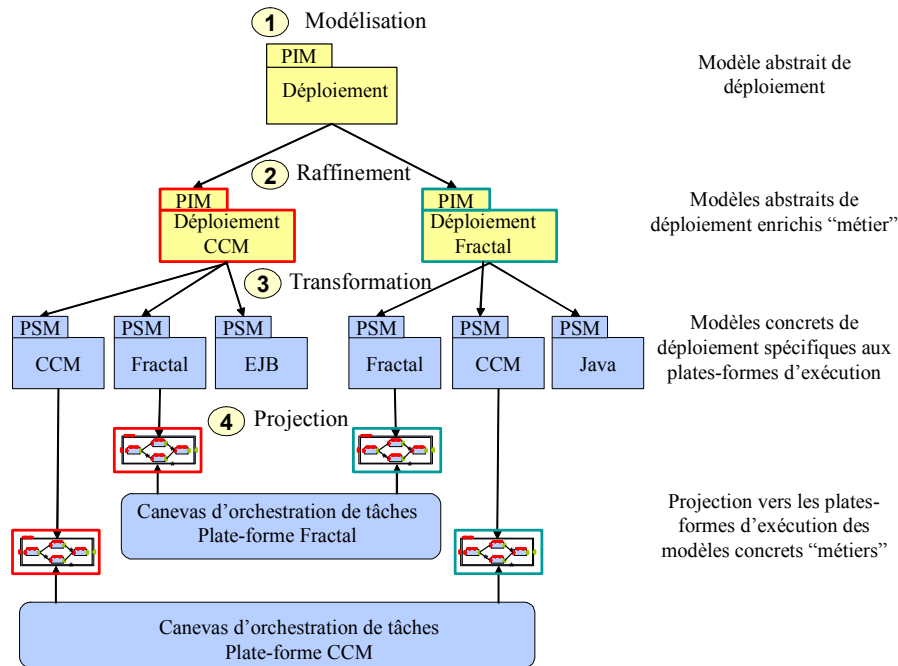 1 Modélisation
PIM
Déploiement
Modèle abstrait de
déploiement
2 Raffinement
PIM
Déploiement
CCM
PIM
Déploiement
Fractal
Modèles abstraits de
déploiement enrichis “métier”
3 Transformation
PSM
CCM
PSM
Fractal
PSM
EJB
PSM
Fractal
PSM
CCM
PSM
Java
Modèles concrets de
déploiement spécifiques aux
plates-formes d’exécution
4 Projection
Canevas d’orchestration de tâches
Plate-forme Fractal
Projection vers les plates-
formes d’exécution des
modèles concrets “métiers”
Canevas d’orchestration de tâches
Plate-forme CCM